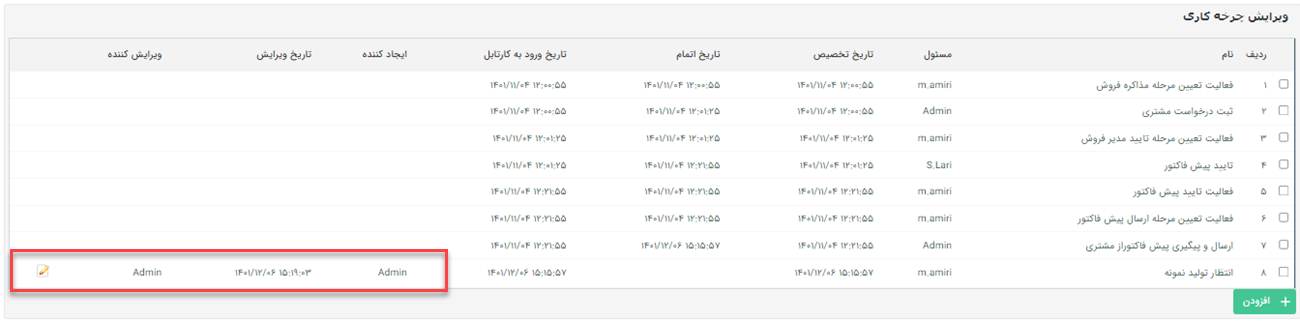 ویرایش چرخه کاری
ردیف نام مسئول تاریخ تخصیص تاریخ اتمام تاریخ ورود به کارتابل ایجاد کننده تاریخ ویرایش ویرایش کننده
۱ فعالیت تعیین مرحله مذاکره فروش m.amiri ۱۴۰۱/۱۱/۰۴ ۱۲:۰۰:۵۵ ۱۴۰۱/۱۱/۰۴ ۱۲:۰۰:۵۵ ۱۴۰۱/۱۱/۰۴ ۱۲:۰۰:۵۵
۲ ثبت درخواست مشتری Admin ۱۴۰۱/۱۱/۰۴ ۱۲:۰۰:۵۵ ۱۴۰۱/۱۱/۰۴ ۱۲:۰۱:۲۵ ۱۴۰۱/۱۱/۰۴ ۱۲:۰۰:۵۵
۳ فعالیت تعیین مرحله تایید مدیر فروش m.amiri ۱۴۰۱/۱۱/۰۴ ۱۲:۰۱:۲۵ ۱۴۰۱/۱۱/۰۴ ۱۲:۰۱:۲۵ ۱۴۰۱/۱۱/۰۴ ۱۲:۰۱:۲۵
۴ تایید پیش فاکتور S.Lari ۱۴۰۱/۱۱/۰۴ ۱۲:۰۱:۲۵ ۱۴۰۱/۱۱/۰۴ ۱۲:۲۱:۵۵ ۱۴۰۱/۱۱/۰۴ ۱۲:۰۱:۲۵
۵ فعالیت تایید پیش فاکتور m.amiri ۱۴۰۱/۱۱/۰۴ ۱۲:۲۱:۵۵ ۱۴۰۱/۱۱/۰۴ ۱۲:۲۱:۵۵ ۱۴۰۱/۱۱/۰۴ ۱۲:۲۱:۵۵
۶ فعالیت تعیین مرحله ارسال پیش فاکتور m.amiri ۱۴۰۱/۱۱/۰۴ ۱۲:۲۱:۵۵ ۱۴۰۱/۱۱/۰۴ ۱۲:۲۱:۵۵ ۱۴۰۱/۱۱/۰۴ ۱۲:۲۱:۵۵
۷ ارسال و پیگیری پیش فاکتوراز مشتری Admin ۱۴۰۱/۱۱/۰۴ ۱۲:۲۱:۵۵ ۱۴۰۱/۱۲/۰۶ ۱۵:۱۵:۵۷ ۱۴۰۱/۱۱/۰۴ ۱۲:۲۱:۵۵
۸ انتظار تولید نمونه m.amiri ۱۴۰۱/۱۲/۰۶ ۱۵:۱۵:۵۷ ۱۴۰۱/۱۲/۰۶ ۱۵:۱۵:۵۷ Admin ۱۴۰۱/۱۲/۰۶ ۱۵:۱۹:۰۳ Admin
+ افزودن